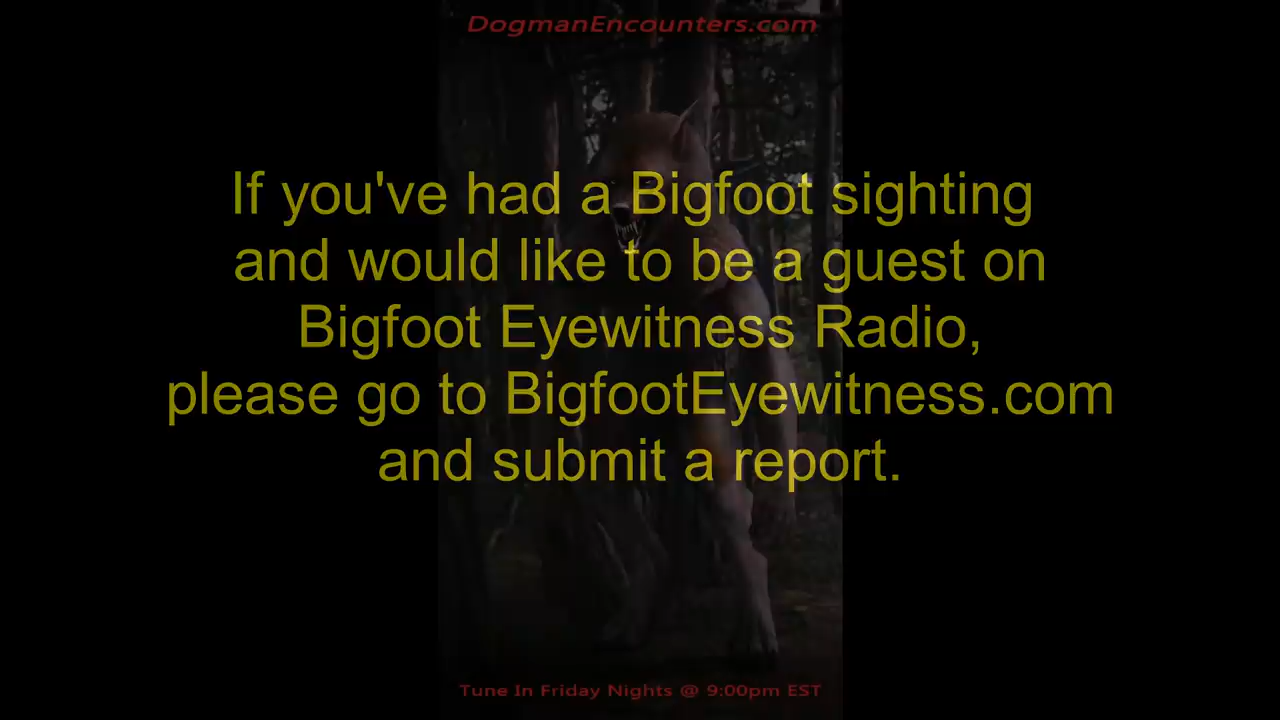 DogmanEncounters.com
If you've had a Bigfoot sighting
and would like to be a guest on
Bigfoot Eyewitness Radio,
please go to BigfootEyewitness.com
and submit a report.
Tune In Friday Nights @ 9:00pm EST